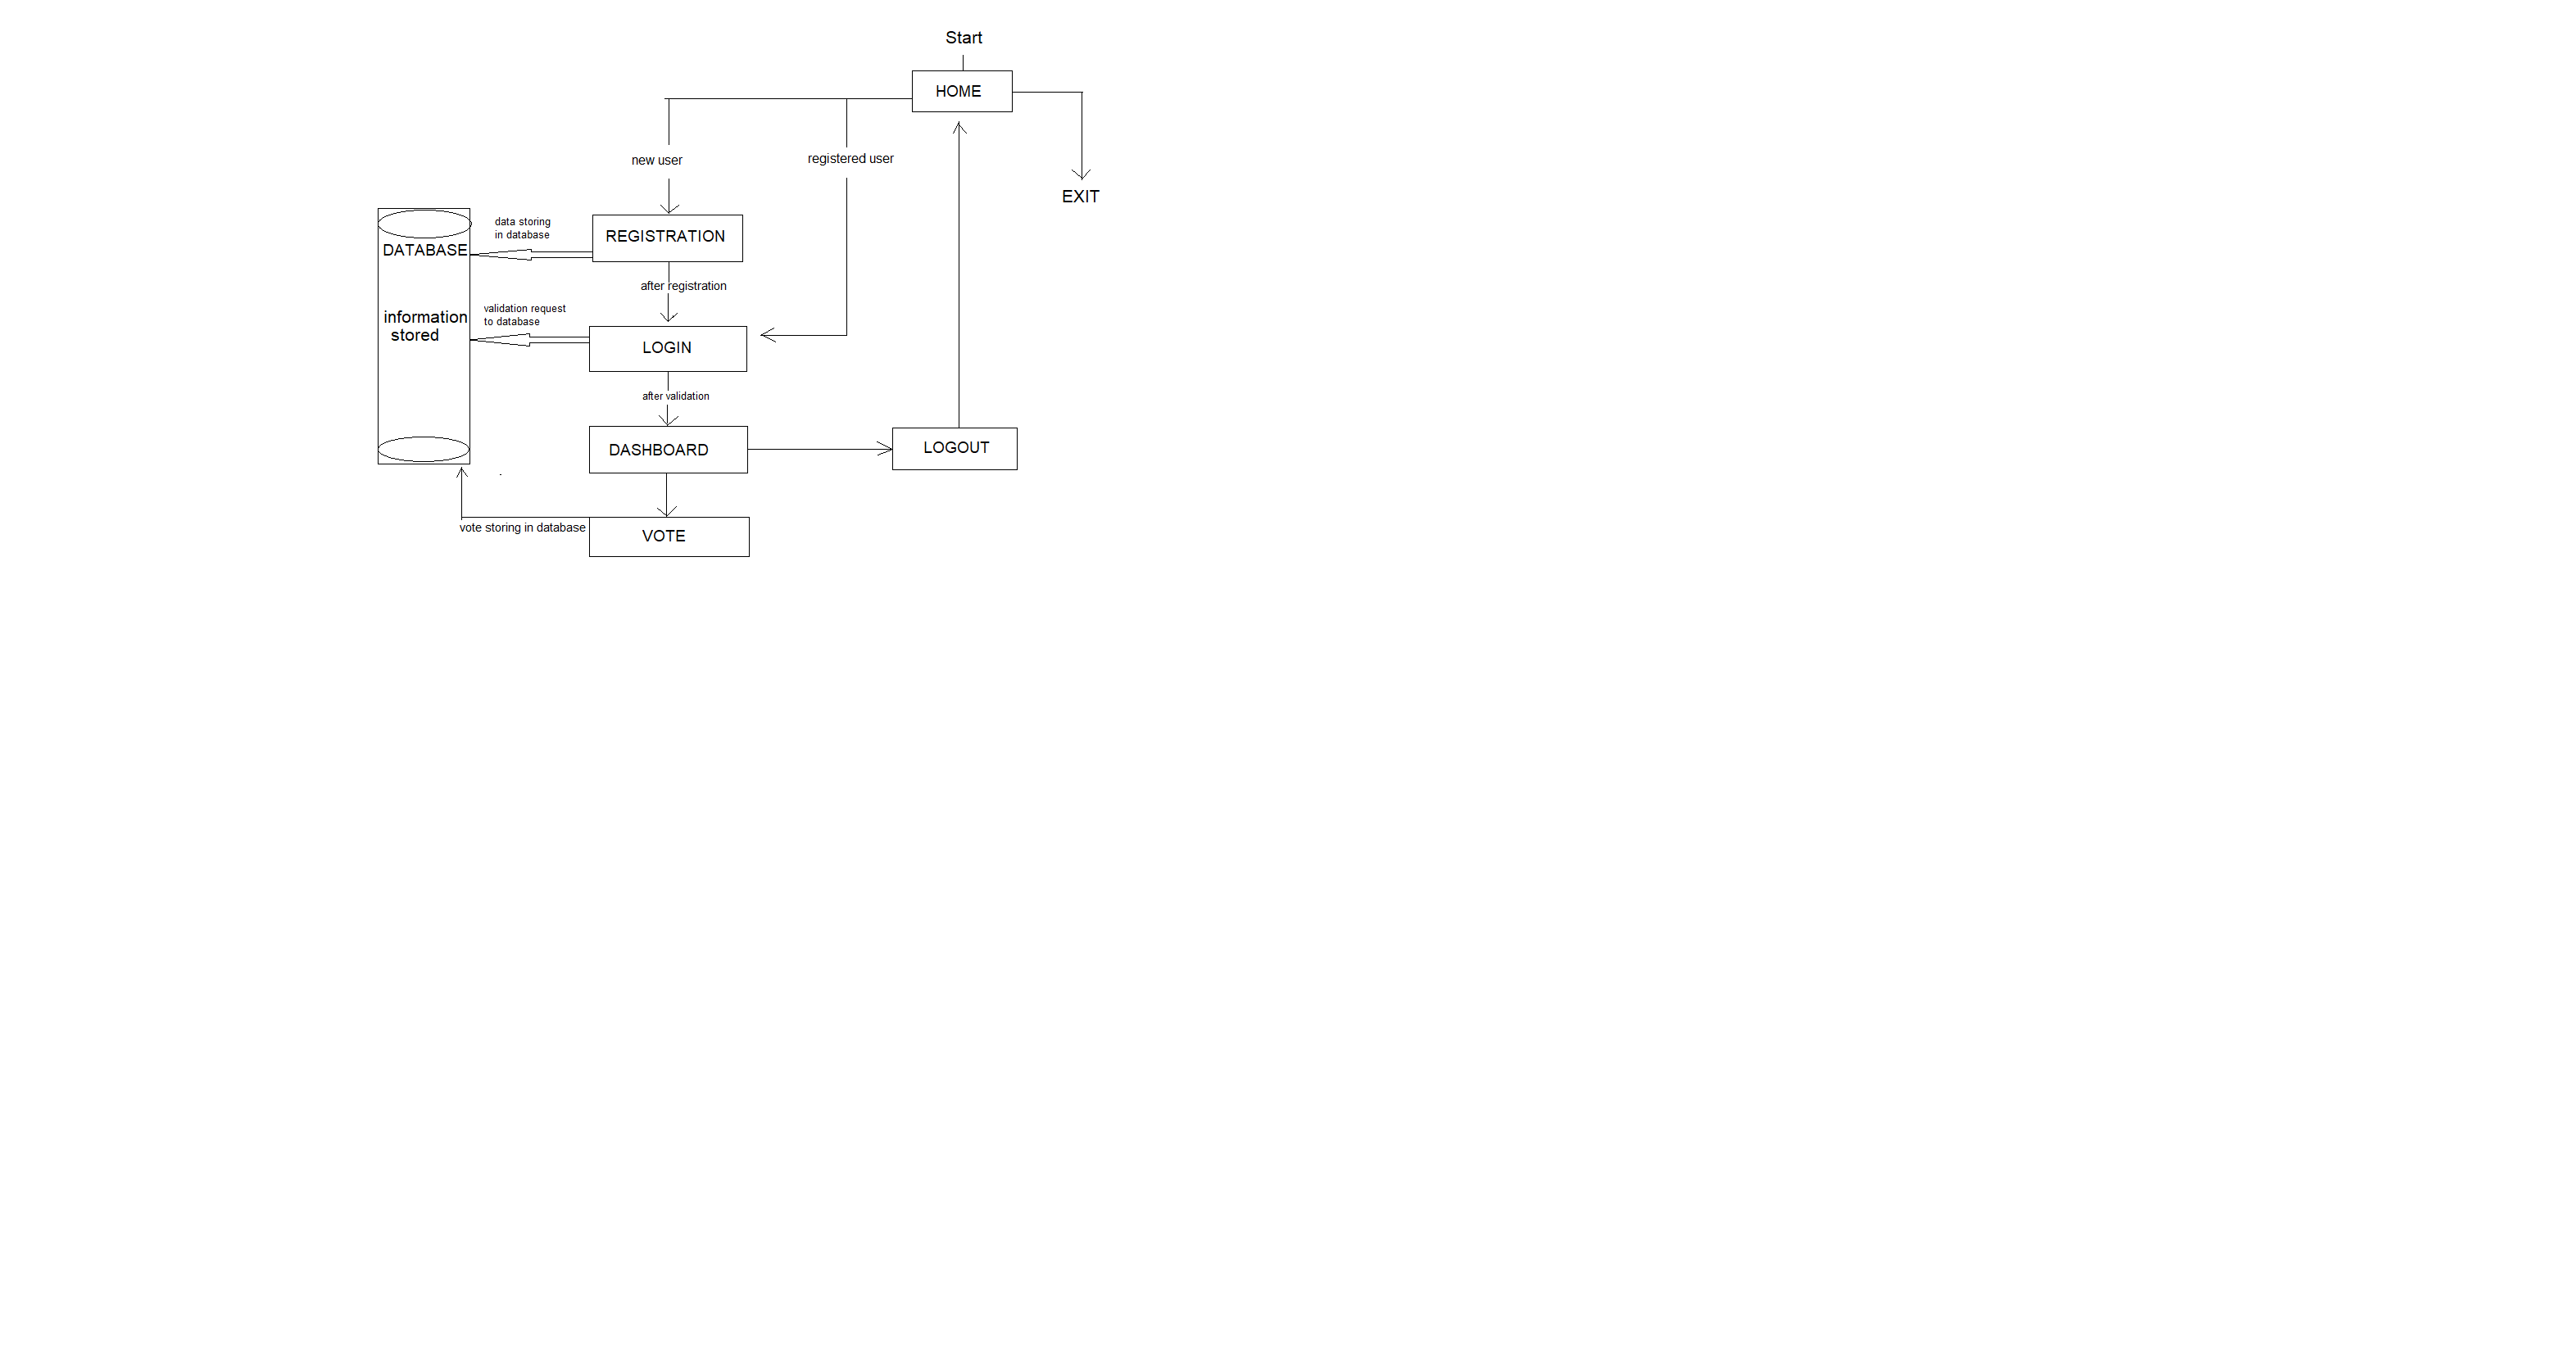 Start
HOME
new user
registered user
EXIT
data storing
in database
REGISTRATION
DATABASE
after registration
validation request
to database
information
stored
LOGIN
after validation
DASHBOARD
LOGOUT
vote storing in database
VOTE